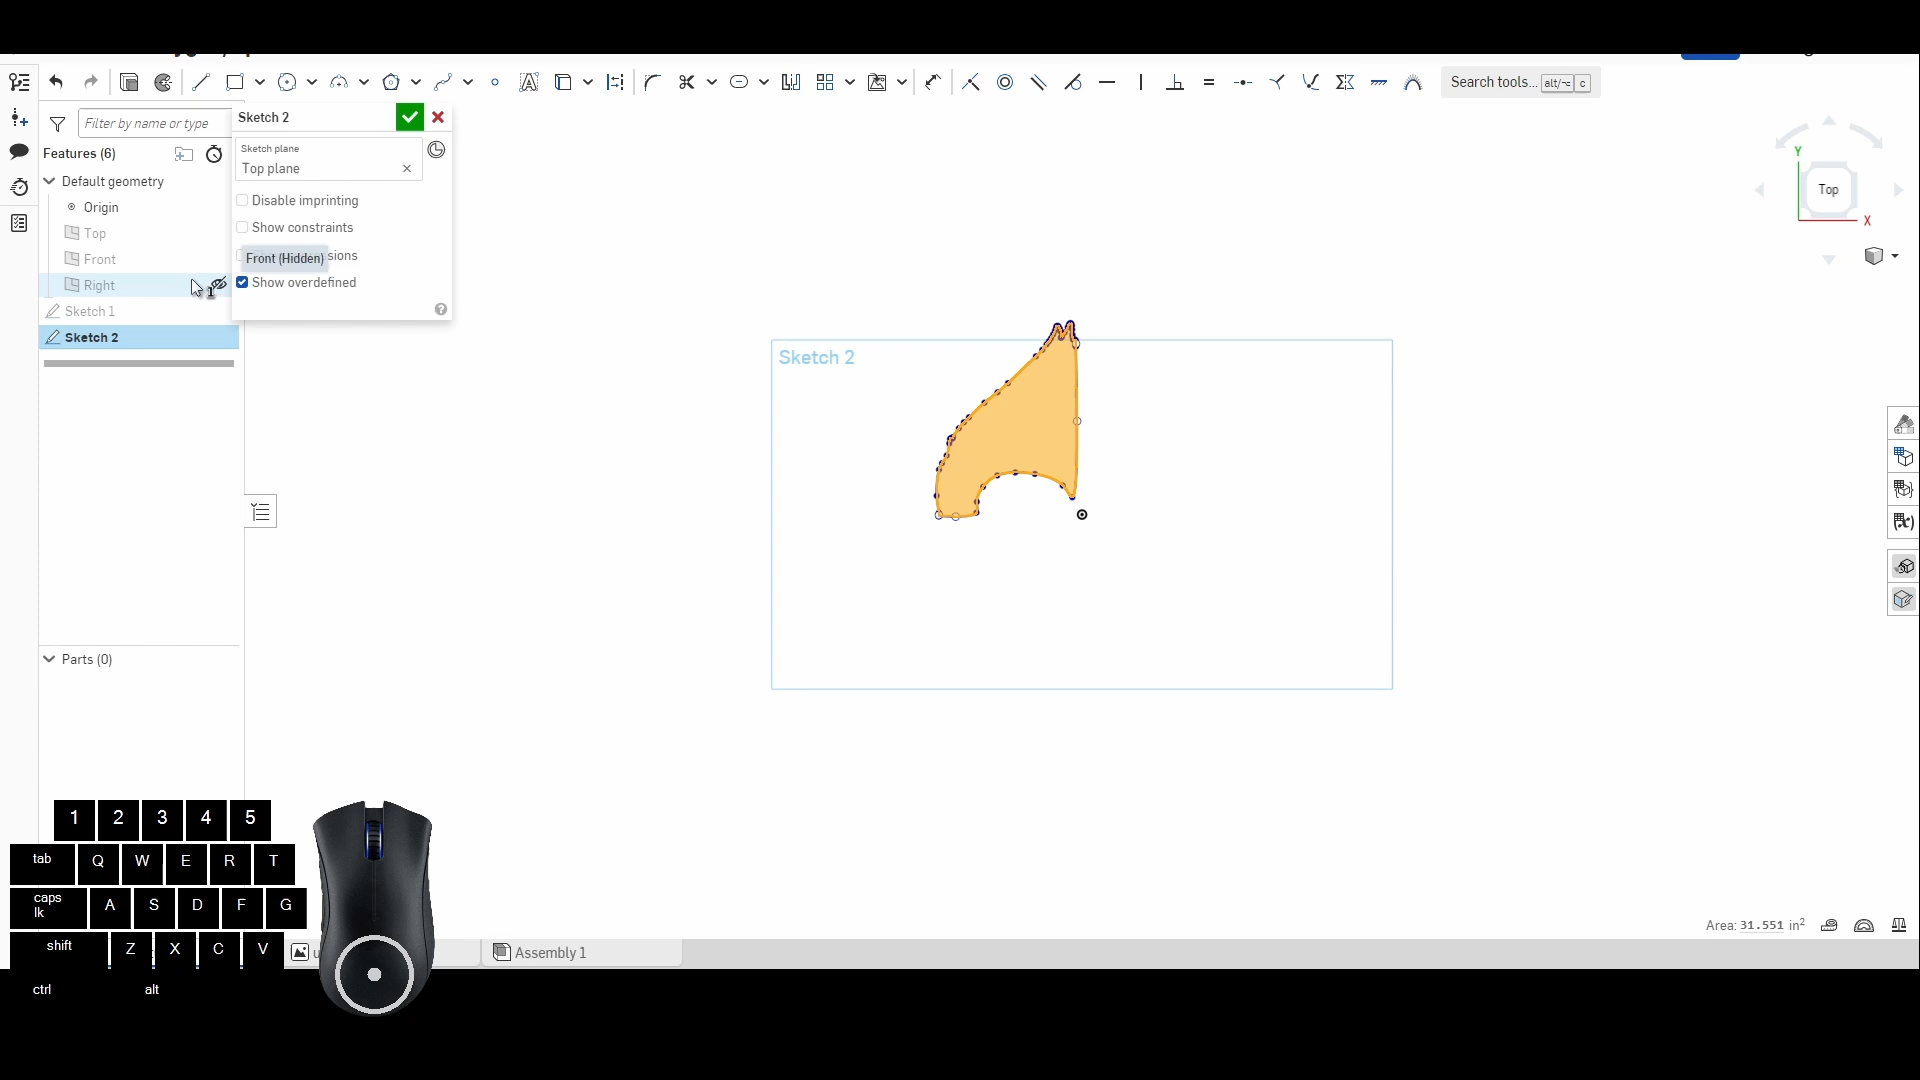 Search tools... alt/⌥ c
Filter by name or type
Sketch 2
Features (6)
Sketch plane
Top plane
Default geometry
Disable imprinting
Origin
Show constraints
Top
Front
Front (Hidden)
sions
Right
Show overdefined
Sketch 1
Sketch 2
Sketch 2
Y
Top
X
Parts (0)
1 2 3 4 5
tab Q W E R T
caps lk A S D F G
shift Z X C V
ctrl alt
Assembly 1
Area: 31.551 in²